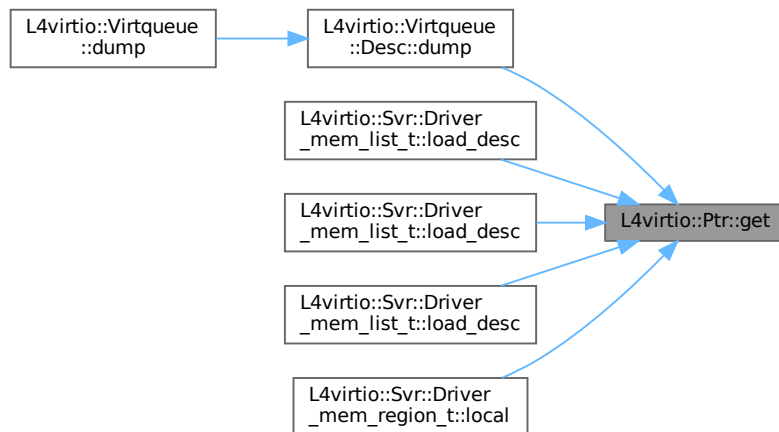 L4virtio::Virtqueue
::dump
L4virtio::Virtqueue
::Desc::dump
L4virtio::Svr::Driver
_mem_list_t::load_desc
L4virtio::Svr::Driver
_mem_list_t::load_desc
L4virtio::Ptr::get
L4virtio::Svr::Driver
_mem_list_t::load_desc
L4virtio::Svr::Driver
_mem_region_t::local